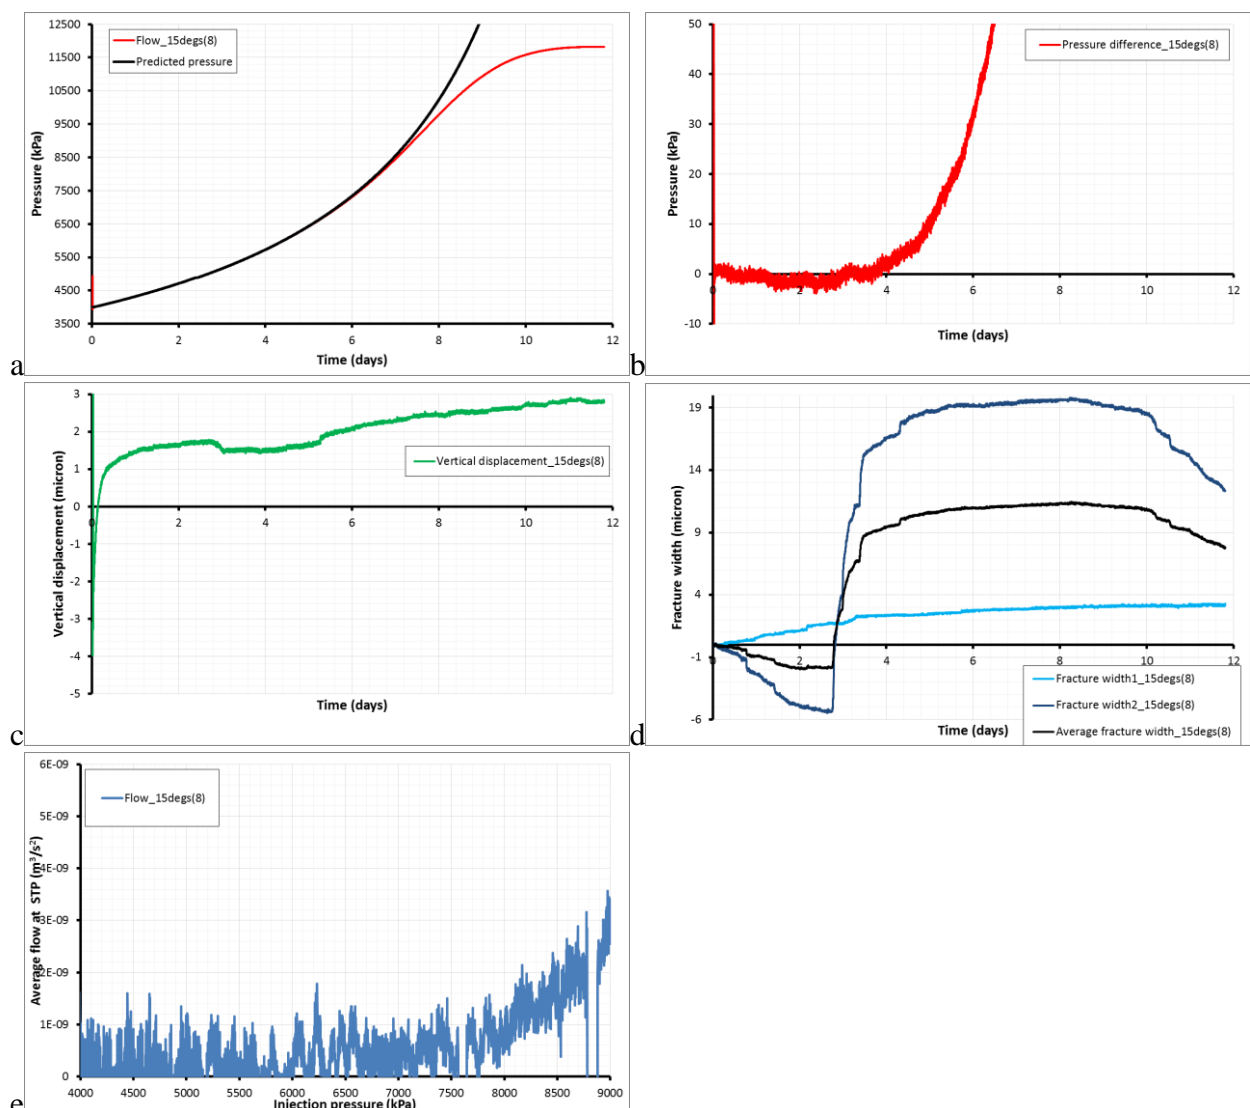 12500
11500
10500
9500
8500
7500
6500
5500
4500
3500
Pressure (kPa)
Flow_15degs(8)
Predicted pressure
0 2 4 6 8 10 12
Time (days)
a
50
40
30
20
10
0
-10
Pressure (kPa)
Pressure difference_15degs(8)
0 2 4 6 8 10 12
Time (days)
b
3
2
1
0
-1
-2
-3
-4
-5
Vertical displacement (micron)
Vertical displacement_15degs(8)
0 2 4 6 8 10 12
Time (days)
c
19
14
9
4
-1
-6
Fracture width (micron)
0 2 4 6 8 10 12
Fracture width1_15degs(8)
Fracture width2_15degs(8)
Average fracture width_15degs(8)
Time (days)
d
6E-09
5E-09
4E-09
3E-09
2E-09
1E-09
0
Average flow at STP (m³/s²)
Flow_15degs(8)
4000 4500 5000 5500 6000 6500 7000 7500 8000 8500 9000
Injection pressure (kPa)
e